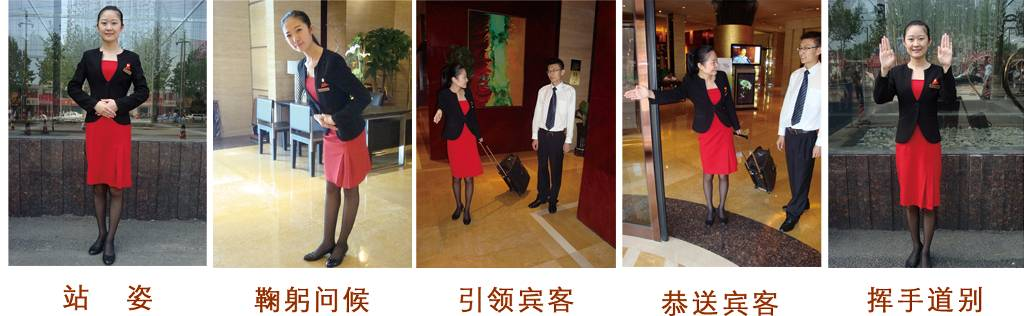 站 姿
鞠躬问候
引领宾客
恭送宾客
挥手道别